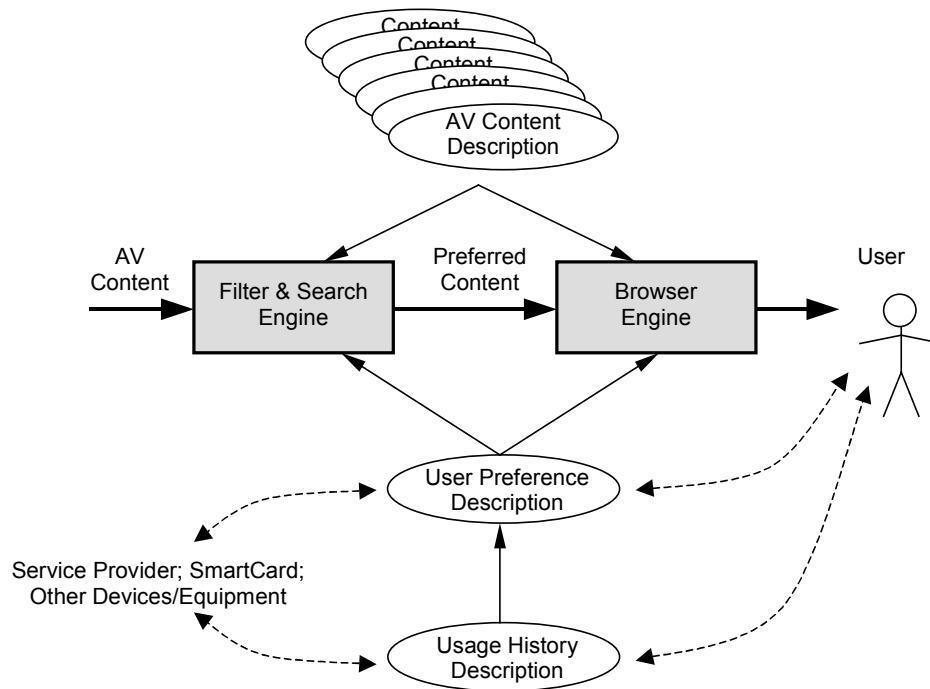 Content
Content
Content
Content
AV Content
Description
AV
Content
Preferred
Content
User
Filter & Search
Engine
Browser
Engine
User Preference
Description
Service Provider; SmartCard;
Other Devices/Equipment
Usage History
Description